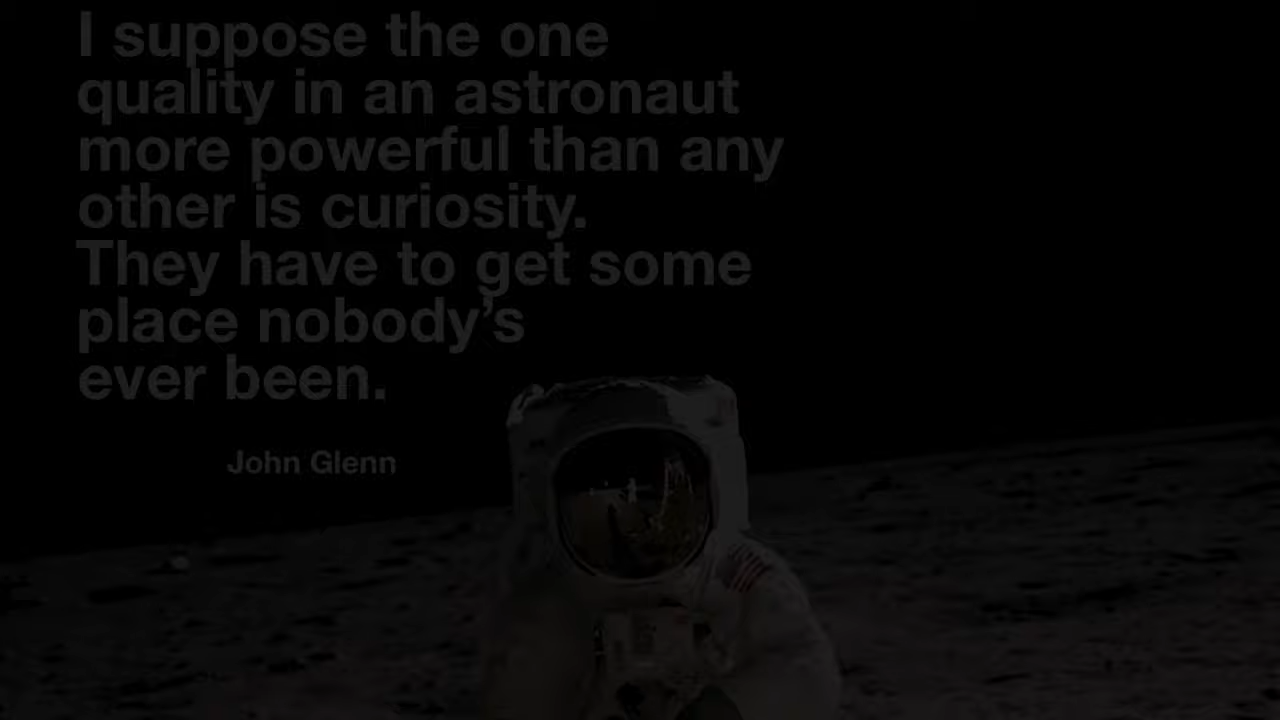 I suppose the one
quality in an astronaut
more powerful than any
other is curiosity.
They have to get some
place nobody’s
ever been.
John Glenn